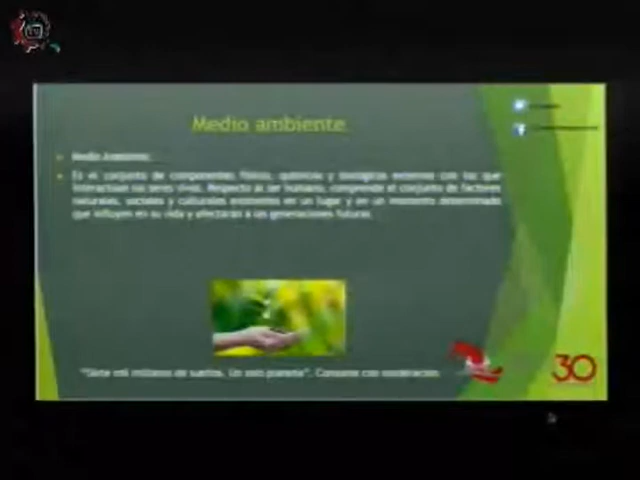 Medio ambiente
Medio Ambiente:
Es el conjunto de componentes físicos, químicos y biológicos externos con los que
interactúan los seres vivos. Respecto al ser humano, comprende el conjunto de factores
naturales, sociales y culturales existentes en un lugar y en un momento determinado
que influyen en su vida y afectarán a las generaciones futuras.
"Siete mil millones de sueños. Un solo planeta". Consume con moderación
30